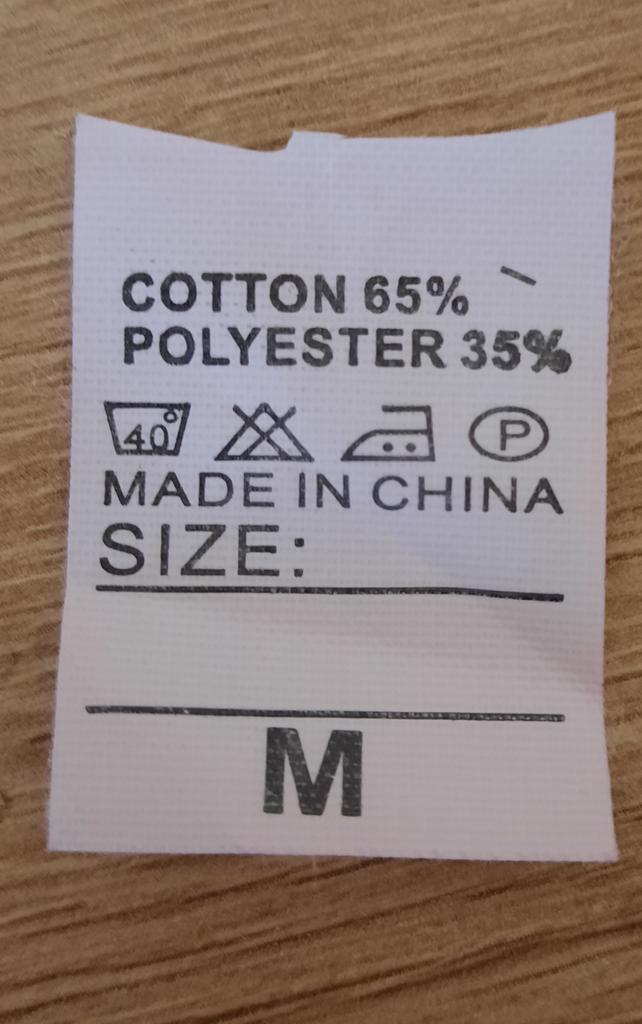 COTTON 65%
POLYESTER 35%
40° P
MADE IN CHINA
SIZE:
M